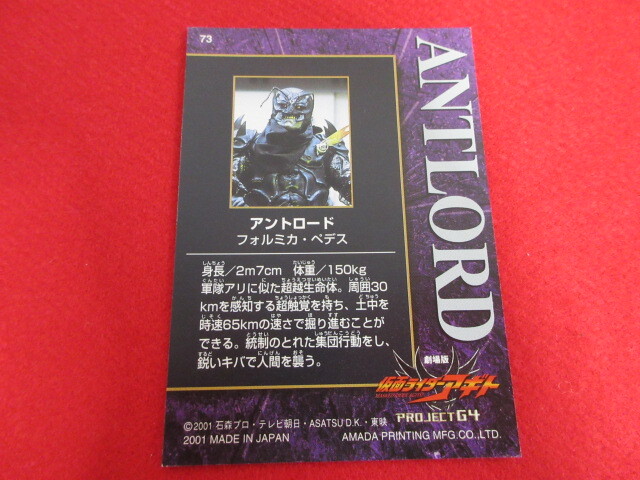 73
ANTLORD
アントロード
フォルミカ・ペデス
身長／2m7cm 体重／150kg
軍隊アリに似た超越生命体。周囲30
kmを感知する超触覚を持ち、土中を
時速65kmの速さで掘り進むことが
できる。統制のとれた集団行動をし、
鋭いキバで人間を襲う。
劇場版
仮面ライダーアギト
PROJECT G4
©2001 石森プロ・テレビ朝日・ASATSU D.K.・東映
2001 MADE IN JAPAN AMADA PRINTING MFG CO.,LTD.